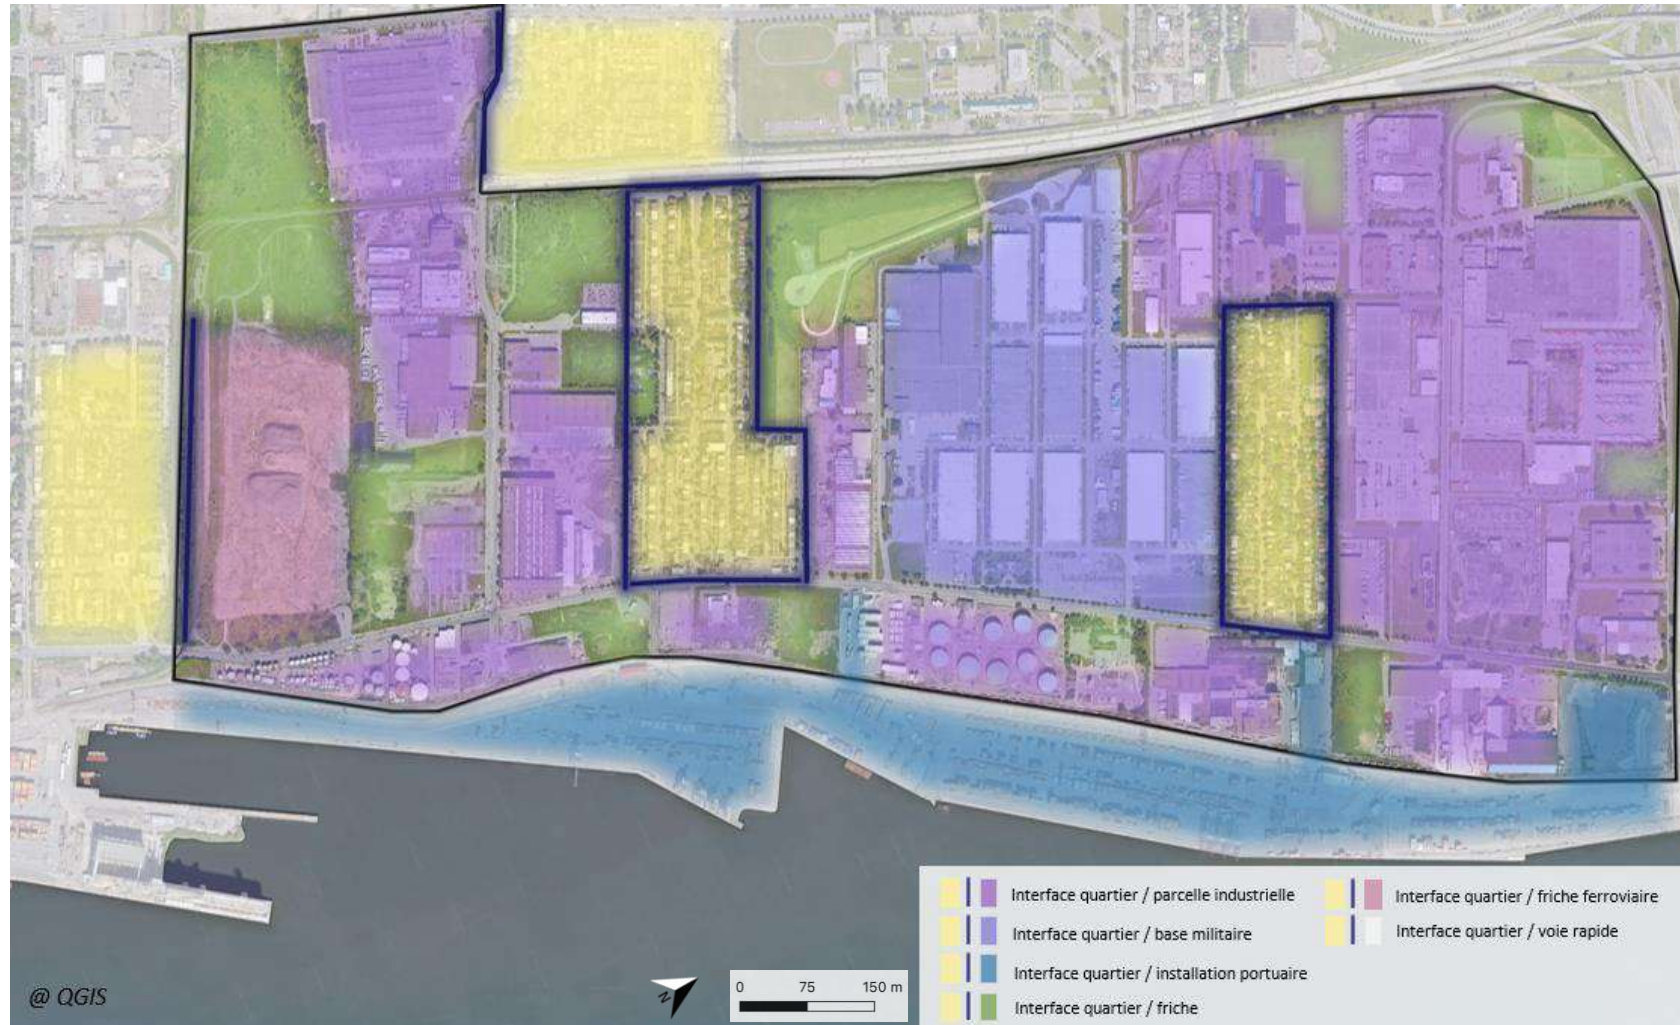 Interface quartier / parcelle industrielle
Interface quartier / base militaire
Interface quartier / installation portuaire
Interface quartier / friche
Interface quartier / friche ferroviaire
Interface quartier / voie rapide
@ QGIS
N
0 75 150 m